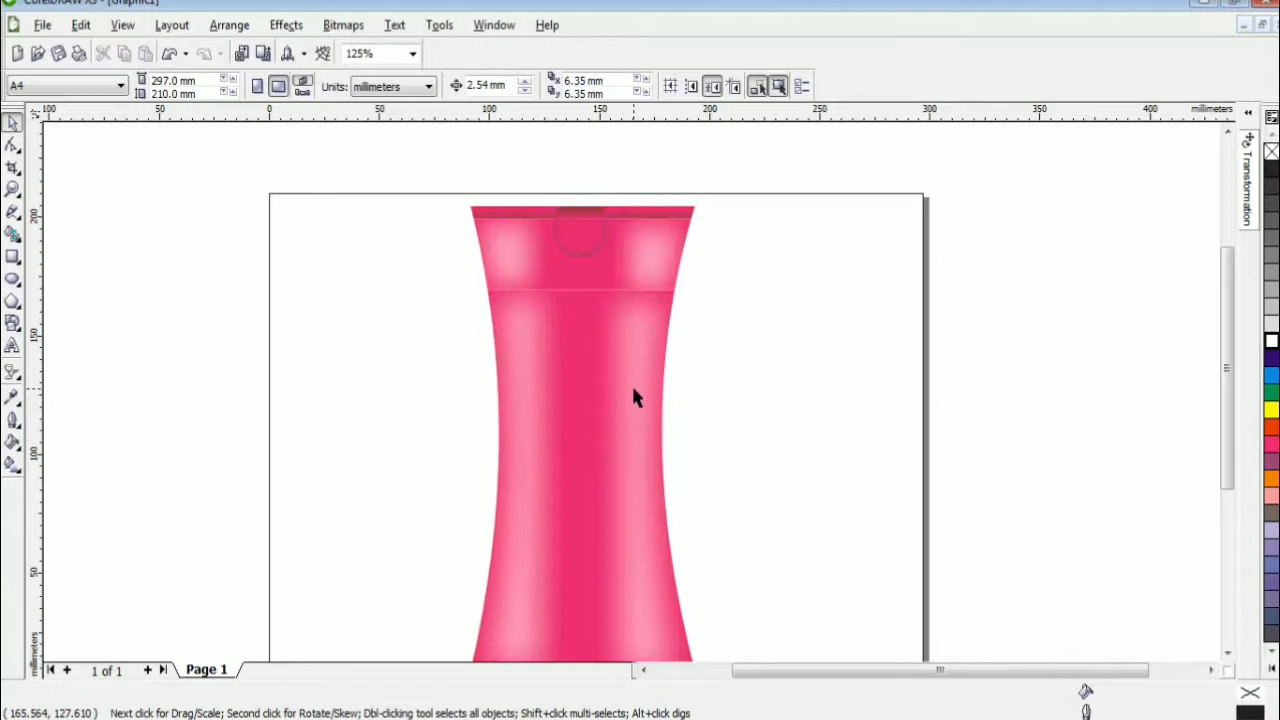 CorelDRAW X5 - [Graphic1]
File Edit View Layout Arrange Effects Bitmaps Text Tools Window Help
125%
A4 297.0 mm 210.0 mm Units: millimeters 2.54 mm 6.35 mm 6.35 mm
100 50 0 50 100 150 200 250 300 350 400 millimeters
Transformation
200
150
100
50
millimeters
1 of 1 Page 1
( 165.564, 127.610 ) Next click for Drag/Scale; Second click for Rotate/Skew; Dbl-clicking tool selects all objects; Shift+click multi-selects; Alt+click digs